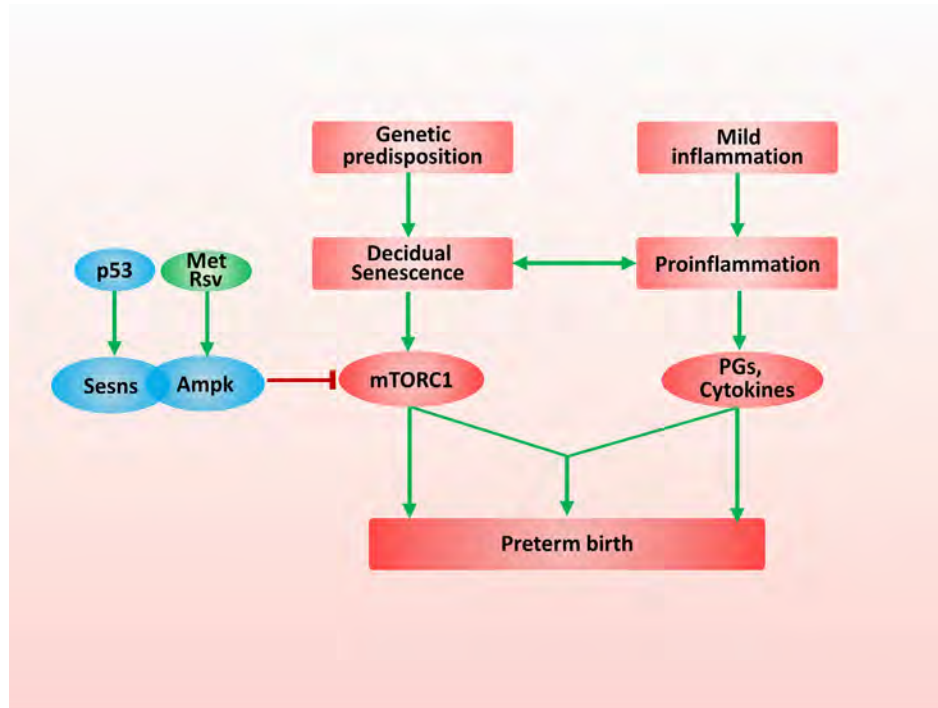 Genetic
predisposition
Mild
inflammation
Decidual
Senescence
Proinflammation
p53
Met
Rsv
Sesns
Ampk
mTORC1
PGs,
Cytokines
Preterm birth